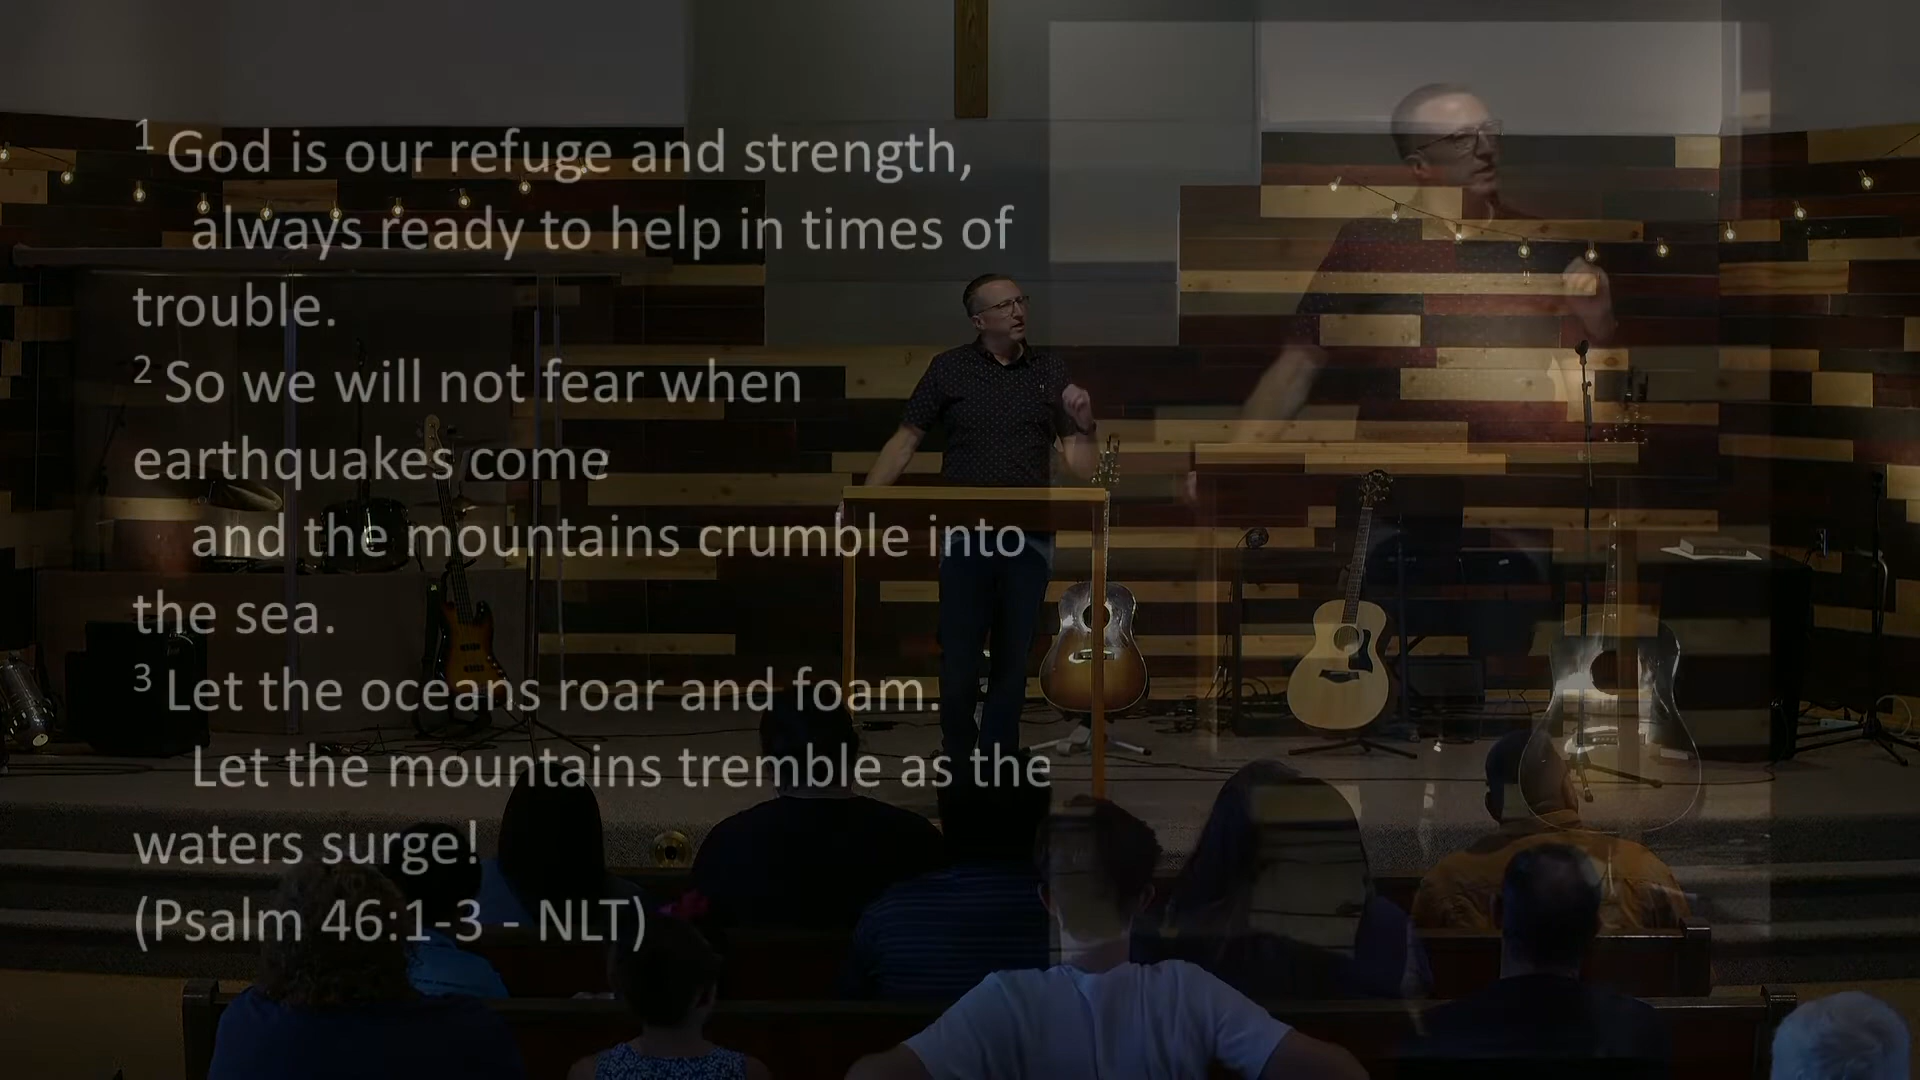 1 God is our refuge and strength,
always ready to help in times of
trouble.
2 So we will not fear when
earthquakes come
and the mountains crumble into
the sea.
3 Let the oceans roar and foam.
Let the mountains tremble as the
waters surge!
(Psalm 46:1-3 - NLT)